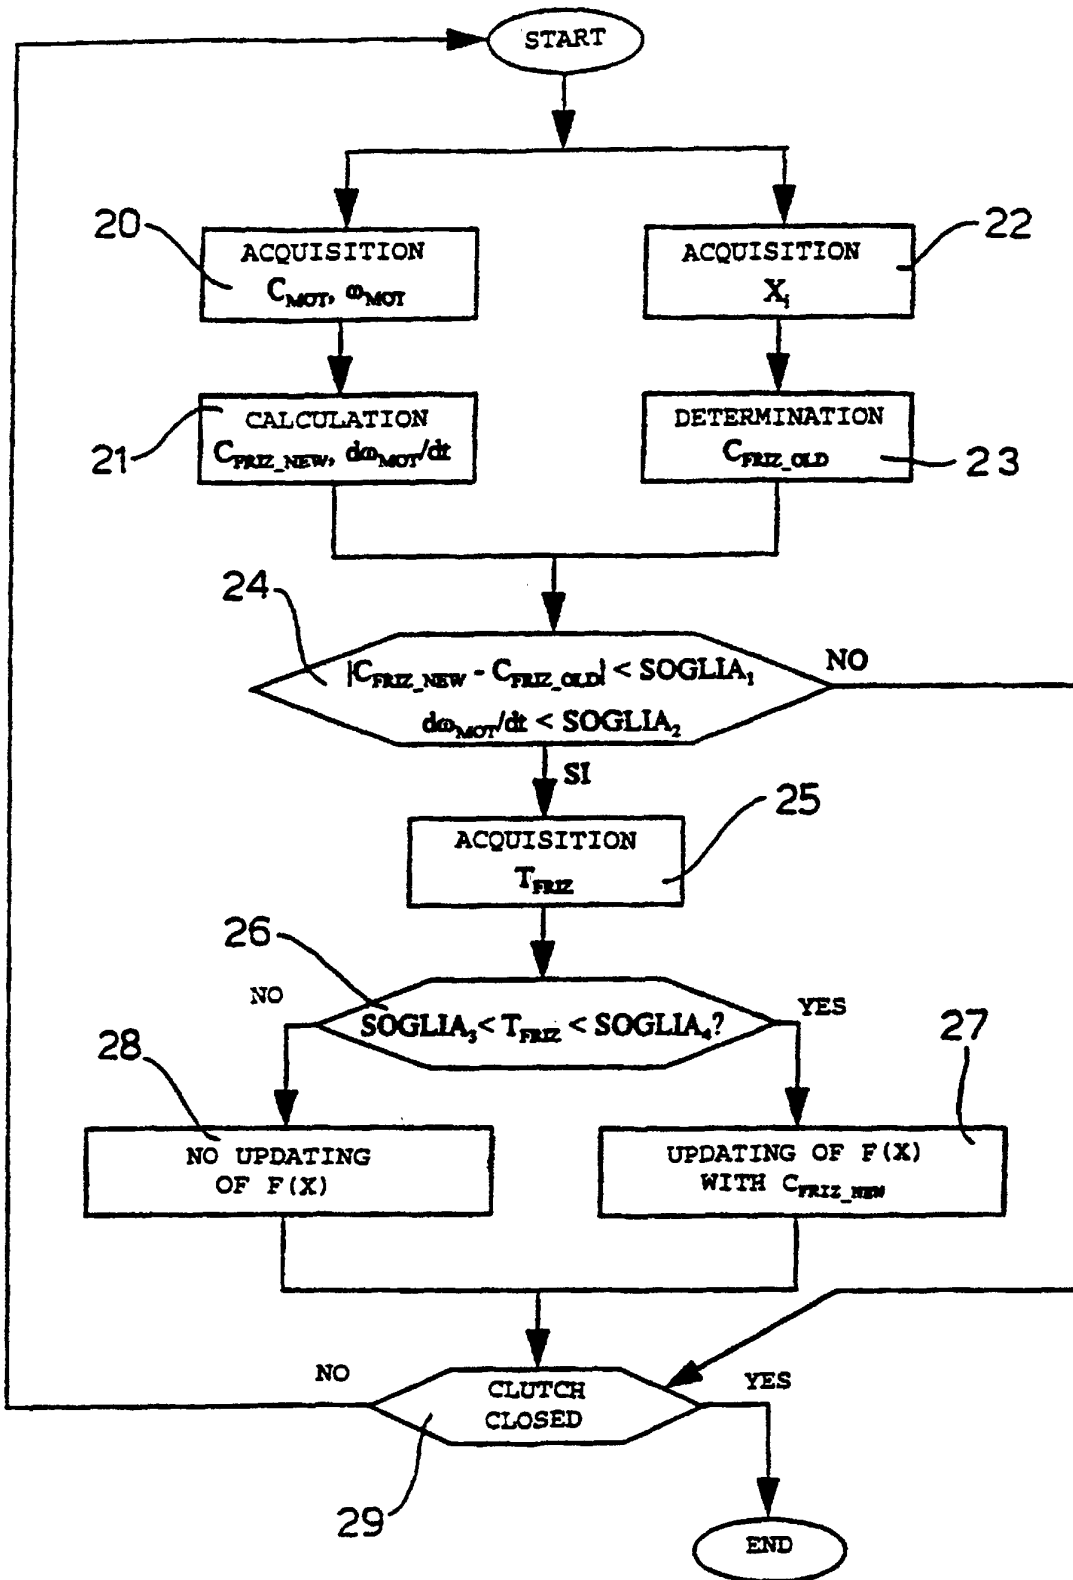 START
20
ACQUISITION
C_MOT, ω_MOT
22
ACQUISITION
X_i
21
CALCULATION
C_FRIZ_NEW, dω_MOT/dt
DETERMINATION
C_FRIZ_OLD
23
24
|C_FRIZ_NEW - C_FRIZ_OLD| < SOGLIA_1
dω_MOT/dt < SOGLIA_2
NO
SI
25
ACQUISITION
T_FRIZ
26
NO
SOGLIA_3 < T_FRIZ < SOGLIA_4?
YES
28
NO UPDATING
OF F(X)
27
UPDATING OF F(X)
WITH C_FRIZ_NEW
NO
CLUTCH
CLOSED
YES
29
END